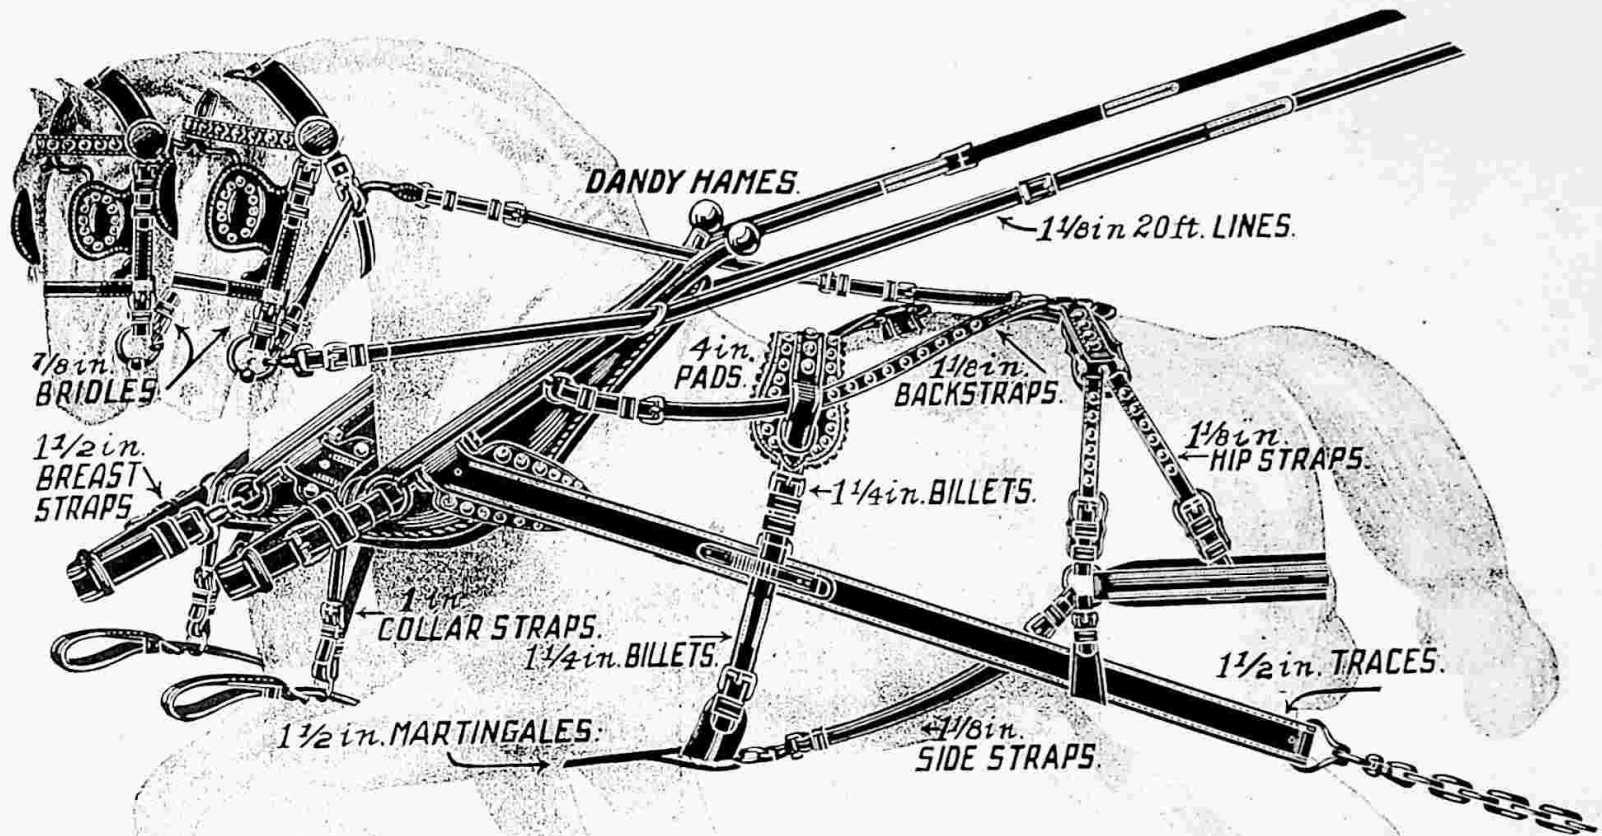 DANDY HAMES.
1 1/8 in 20 ft. LINES.
7/8 in.
BRIDLES.
4 in.
PADS.
1 1/8 in.
BACKSTRAPS.
1 1/2 in.
BREAST
STRAPS
1 1/8 in.
HIP STRAPS.
1 1/4 in. BILLETS.
1 in
COLLAR STRAPS.
1 1/4 in. BILLETS.
1 1/2 in. TRACES.
1 1/2 in. MARTINGALES:
1 1/8 in.
SIDE STRAPS.